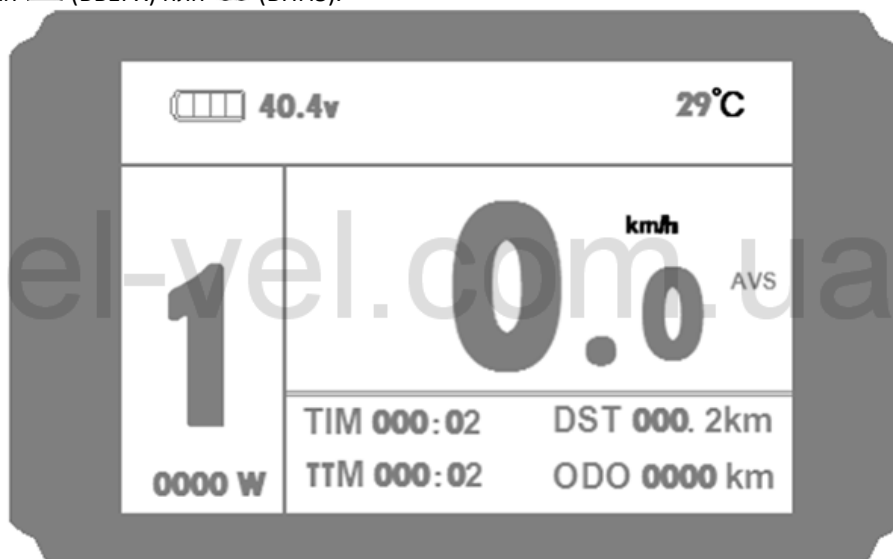 40.4v 29°C
km/h
1 0.0 AVS
TIM 000:02 DST 000. 2km
TTM 000:02 ODO 0000 km
0000 W
el-vel.com.ua